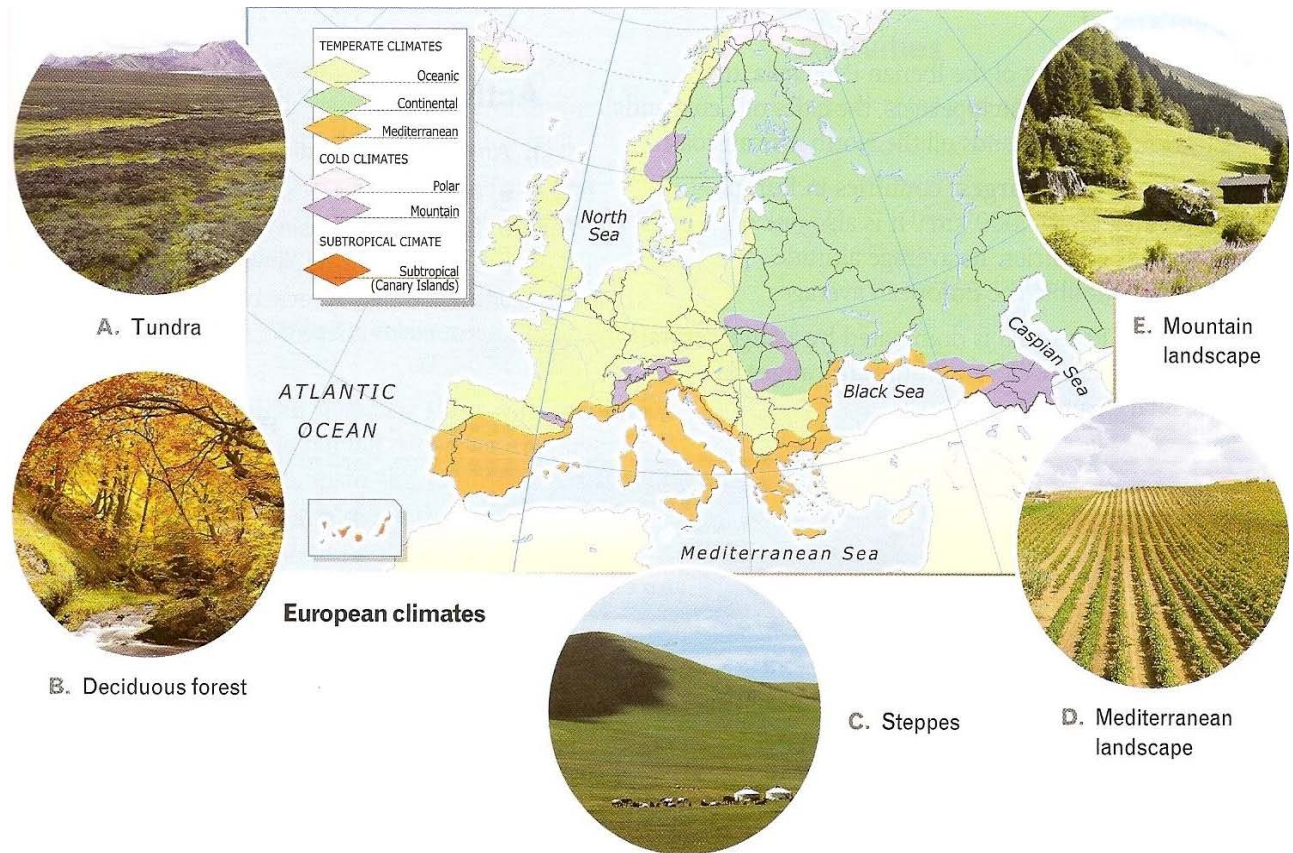 TEMPERATE CLIMATES
Oceanic
Continental
Mediterranean
COLD CLIMATES
Polar
Mountain
SUBTROPICAL CIMATE
Subtropical
(Canary Islands)
North
Sea
ATLANTIC
OCEAN
Black Sea
Caspian Sea
Mediterranean Sea
A. Tundra
E. Mountain
landscape
European climates
B. Deciduous forest
C. Steppes
D. Mediterranean
landscape